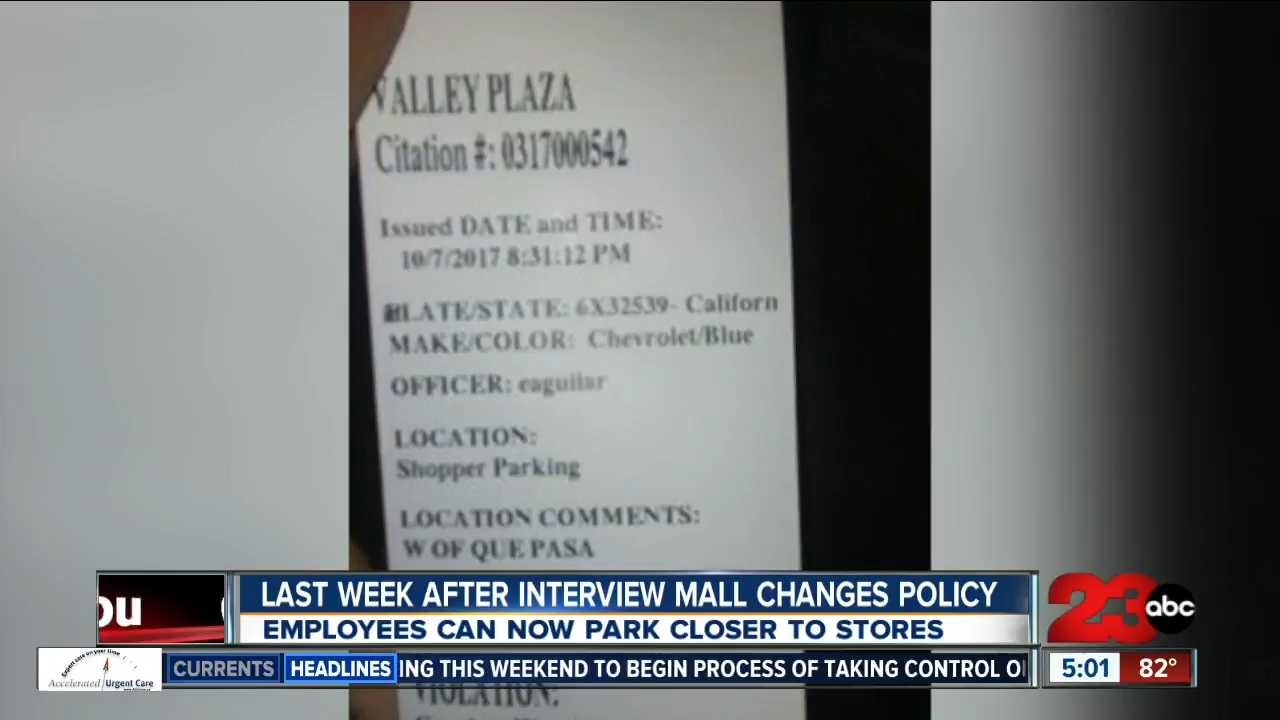 VALLEY PLAZA
Citation #: 0317000542
Issued DATE and TIME:
10/7/2017 8:31:12 PM
PLATE/STATE: 6X32539- Californ
MAKE/COLOR: Chevrolet/Blue
OFFICER: eaguilar
LOCATION:
Shopper Parking
LOCATION COMMENTS:
W OF QUE PASA
LAST WEEK AFTER INTERVIEW MALL CHANGES POLICY
EMPLOYEES CAN NOW PARK CLOSER TO STORES
ou
23 abc
Accelerated Urgent Care
CURRENTS HEADLINES ING THIS WEEKEND TO BEGIN PROCESS OF TAKING CONTROL O
5:01 82°
VIOLATION: